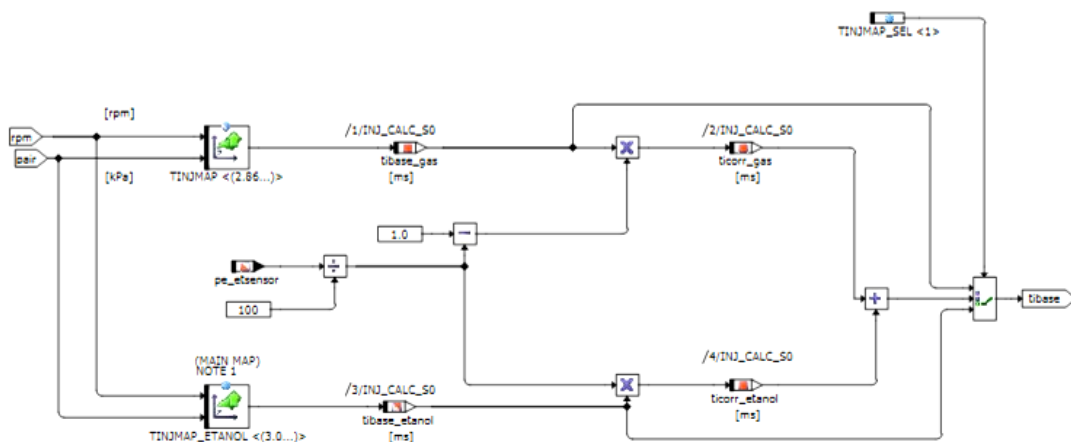 TINJMAP_SEL <1>
[rpm]
rpm
/1/INJ_CALC_S0
/2/INJ_CALC_S0
pair
tibase_gas
ticorr_gas
[kPa]
TINJMAP <(2.86...)>
[ms]
[ms]
1.0
pe_etsensor
100
tibase
(MAIN MAP)
NOTE 1
/3/INJ_CALC_S0
/4/INJ_CALC_S0
tibase_etanol
ticorr_etanol
TINJMAP_ETANOL <(3.0...)>
[ms]
[ms]